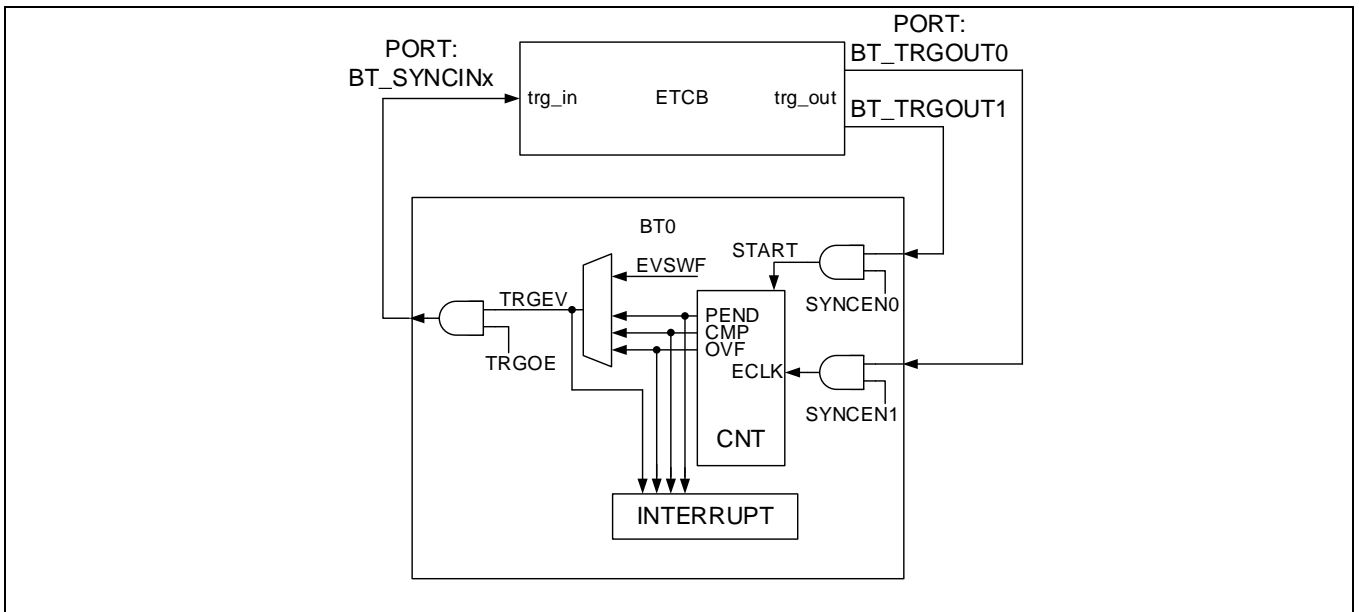 PORT:
BT_TRGOUT0
PORT:
BT_SYNCINx
trg_in
ETCB
trg_out
BT_TRGOUT1
BT0
START
EVSWF
SYNCEN0
TRGEV
PEND
CMP
OVF
TRGOE
ECLK
SYNCEN1
CNT
INTERRUPT